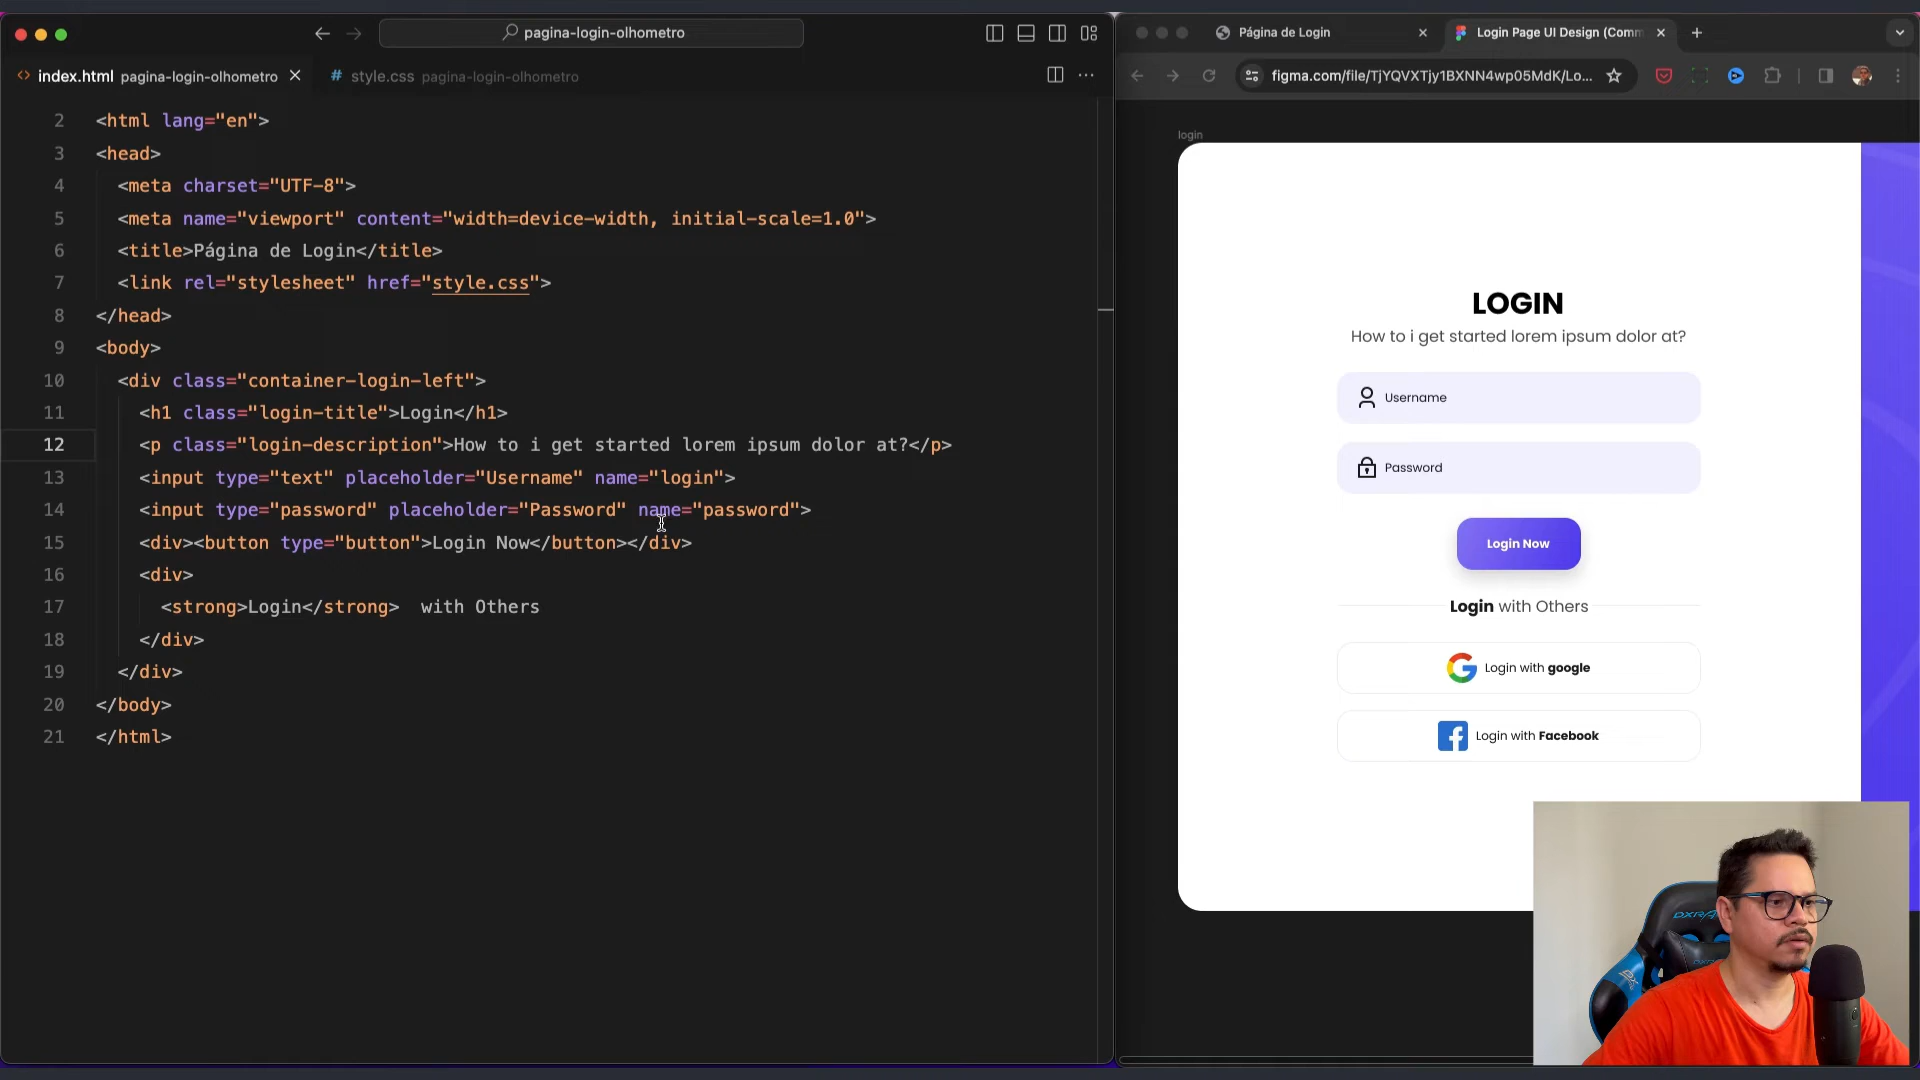 pagina-login-olhometro
index.html pagina-login-olhometro
# style.css pagina-login-olhometro
2 <html lang="en">
3 <head>
4 <meta charset="UTF-8">
5 <meta name="viewport" content="width=device-width, initial-scale=1.0">
6 <title>Página de Login</title>
7 <link rel="stylesheet" href="style.css">
8 </head>
9 <body>
10 <div class="container-login-left">
11 <h1 class="login-title">Login</h1>
12 <p class="login-description">How to i get started lorem ipsum dolor at?</p>
13 <input type="text" placeholder="Username" name="login">
14 <input type="password" placeholder="Password" name="password">
15 <div><button type="button">Login Now</button></div>
16 <div>
17 <strong>Login</strong>  with Others
18 </div>
19 </div>
20 </body>
21 </html>
Página de Login
Login Page UI Design (Comm
figma.com/file/TjYQVXTjy1BXNN4wp05MdK/Lo...
login
LOGIN
How to i get started lorem ipsum dolor at?
Username
Password
Login Now
Login with Others
Login with google
Login with Facebook